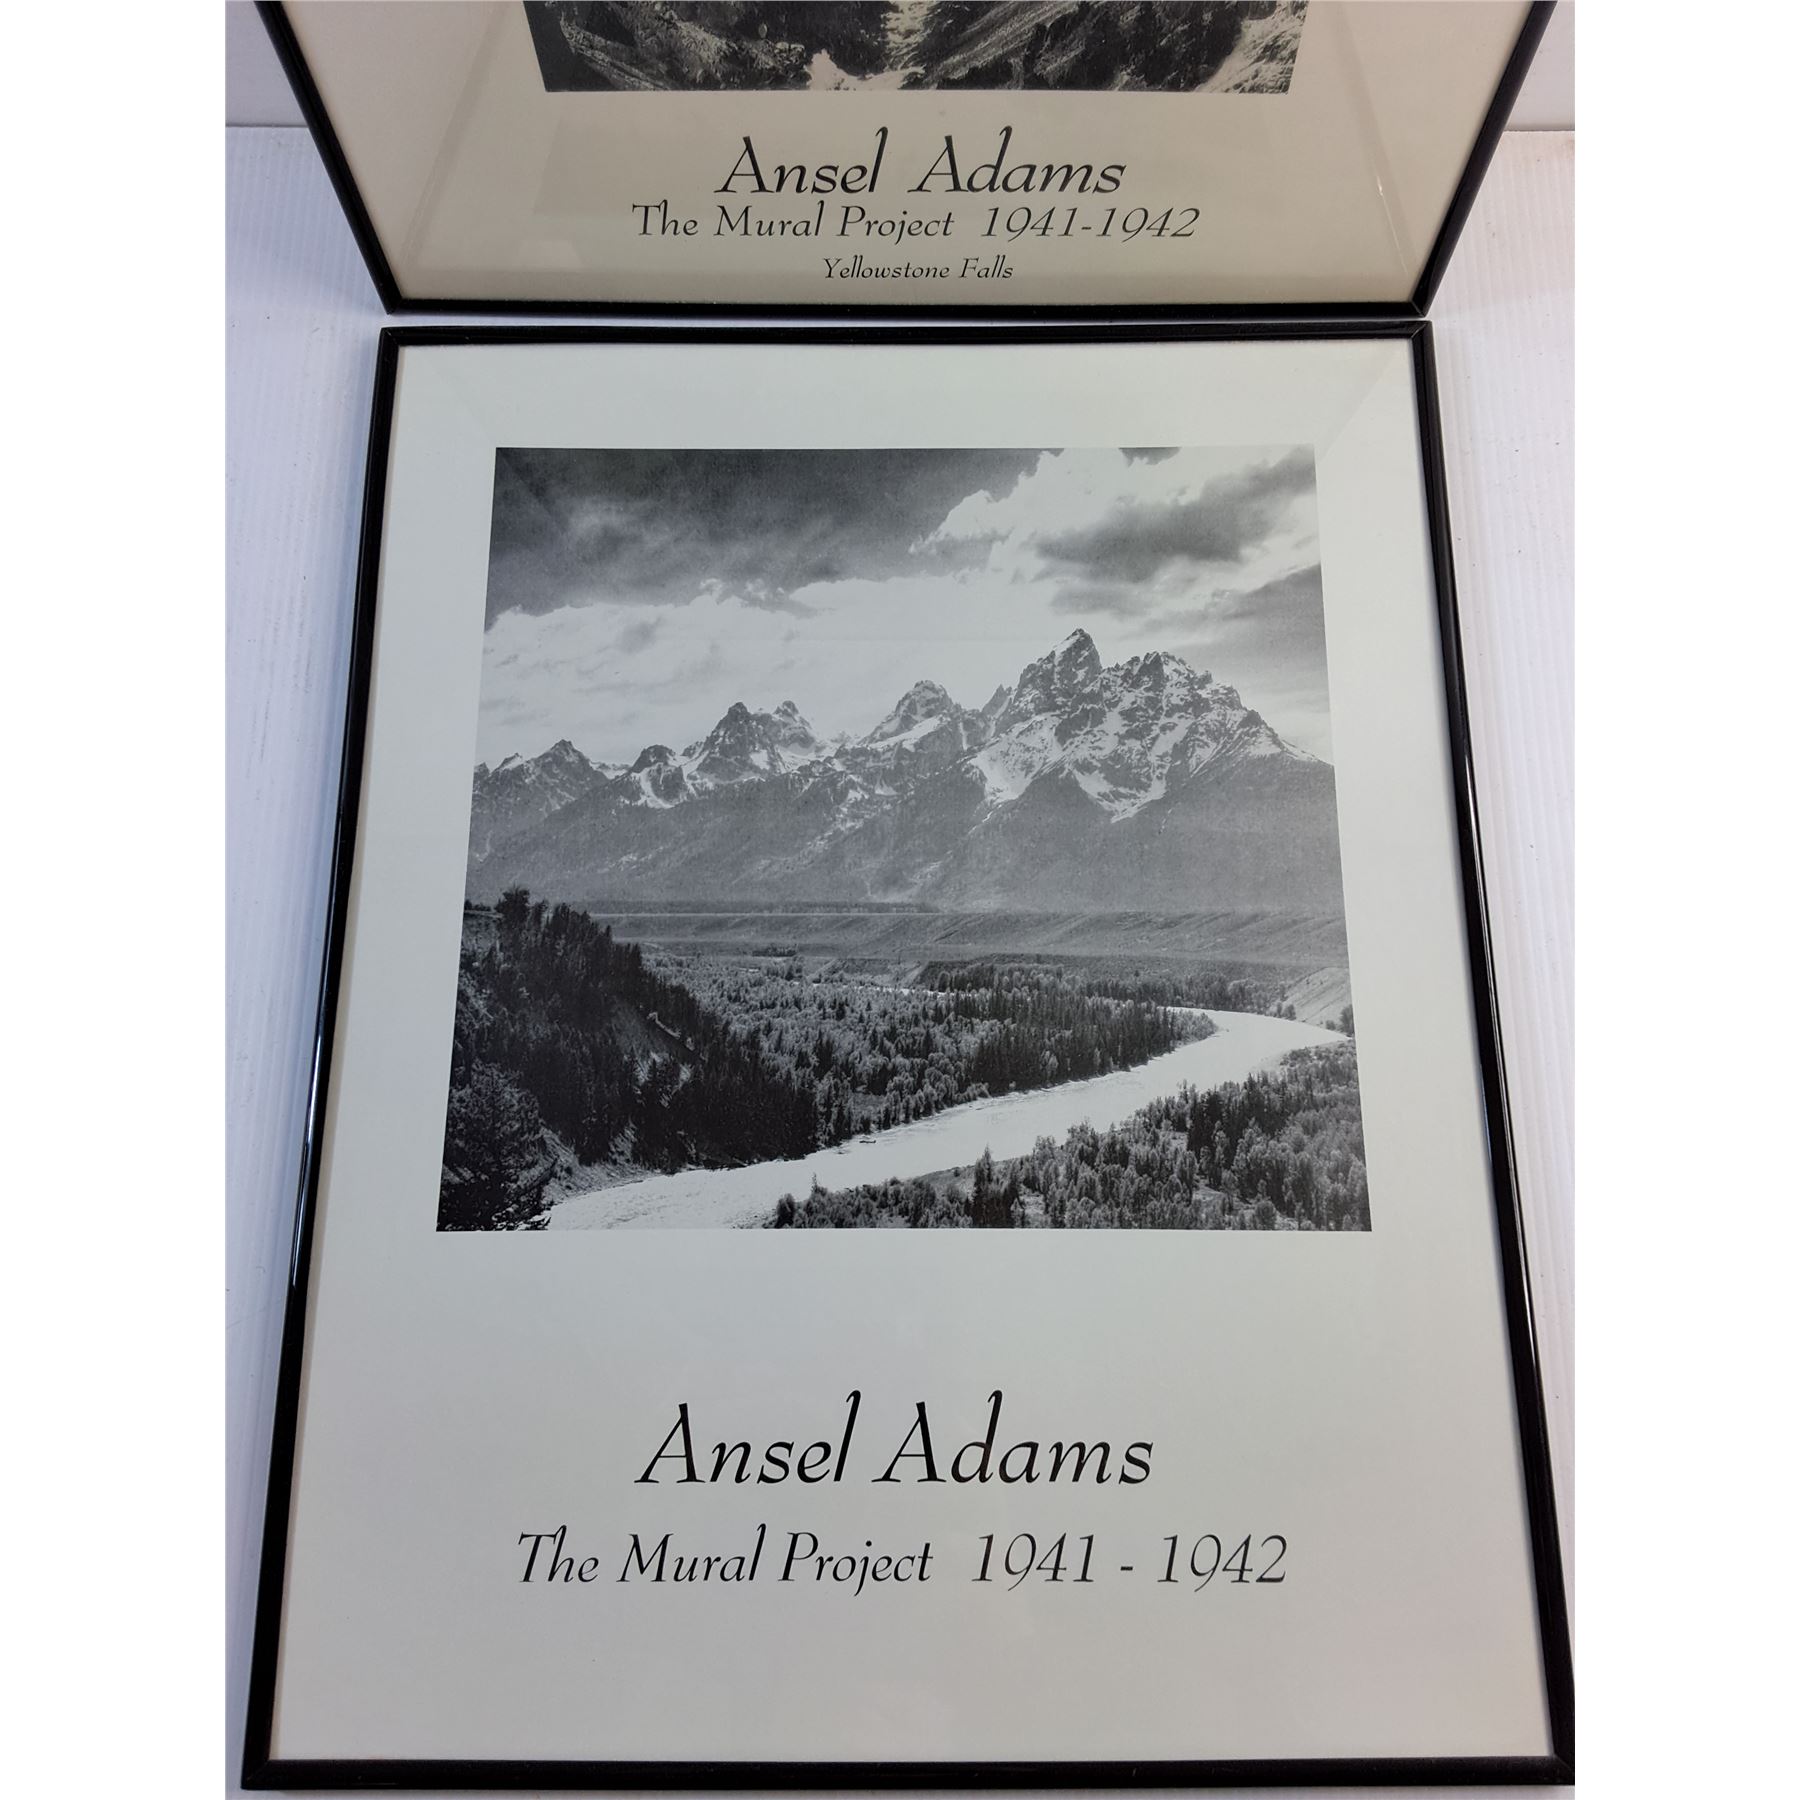 Ansel Adams
The Mural Project 1941-1942
Yellowstone Falls
Ansel Adams
The Mural Project 1941 - 1942